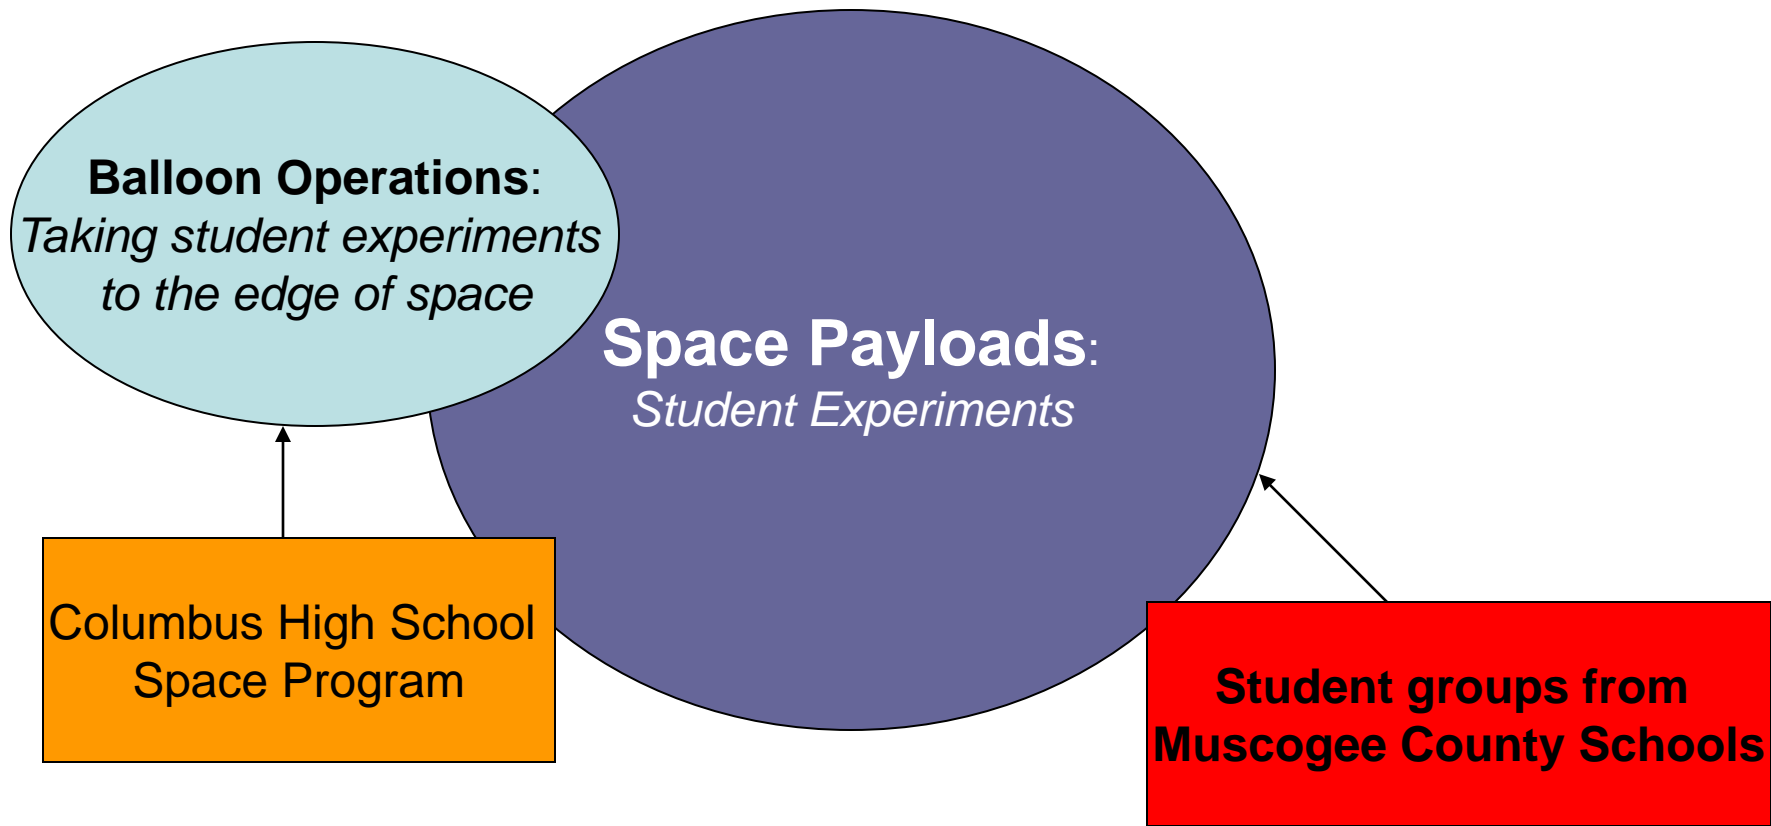 Balloon Operations:
Taking student experiments
to the edge of space
Space Payloads:
Student Experiments
Columbus High School
Space Program
Student groups from
Muscogee County Schools